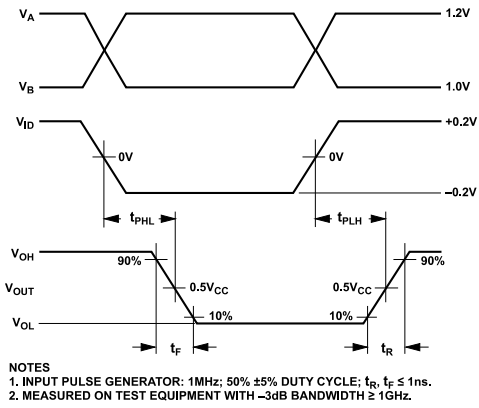 VA 1.2V
VB 1.0V
VID +0.2V
0V 0V
–0.2V
tPHL tPLH
VOH 90% 90%
VOUT 0.5VCC 0.5VCC
10% 10%
VOL
tF tR
NOTES
1. INPUT PULSE GENERATOR: 1MHz; 50% ±5% DUTY CYCLE; tR, tF ≤ 1ns.
2. MEASURED ON TEST EQUIPMENT WITH –3dB BANDWIDTH ≥ 1GHz.